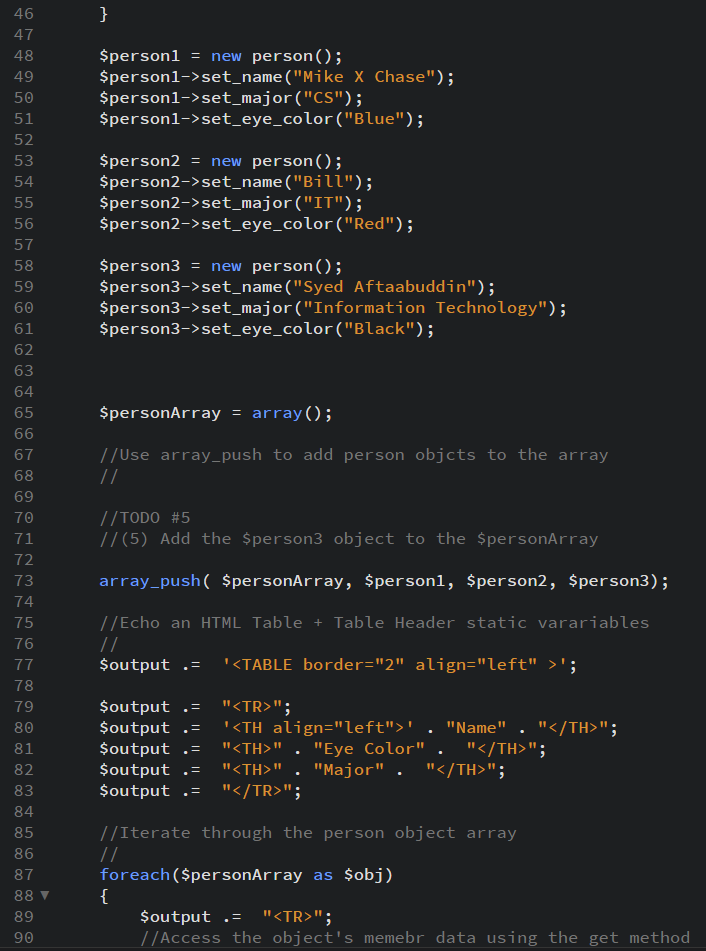 46 }
47
48 $person1 = new person();
49 $person1->set_name("Mike X Chase");
50 $person1->set_major("CS");
51 $person1->set_eye_color("Blue");
52
53 $person2 = new person();
54 $person2->set_name("Bill");
55 $person2->set_major("IT");
56 $person2->set_eye_color("Red");
57
58 $person3 = new person();
59 $person3->set_name("Syed Aftaabuddin");
60 $person3->set_major("Information Technology");
61 $person3->set_eye_color("Black");
62
63
64
65 $personArray = array();
66
67 //Use array_push to add person objcts to the array
68 //
69
70 //TODO #5
71 //(5) Add the $person3 object to the $personArray
72
73 array_push( $personArray, $person1, $person2, $person3);
74
75 //Echo an HTML Table + Table Header static varariables
76 //
77 $output .=  '<TABLE border="2" align="left" >';
78
79 $output .=  "<TR>";
80 $output .=  '<TH align="left">' . "Name" . "</TH>";
81 $output .=  "<TH>" . "Eye Color" .  "</TH>";
82 $output .=  "<TH>" . "Major" .  "</TH>";
83 $output .=  "</TR>";
84
85 //Iterate through the person object array
86 //
87 foreach($personArray as $obj)
88 {
89 $output .=  "<TR>";
90 //Access the object's memebr data using the get method